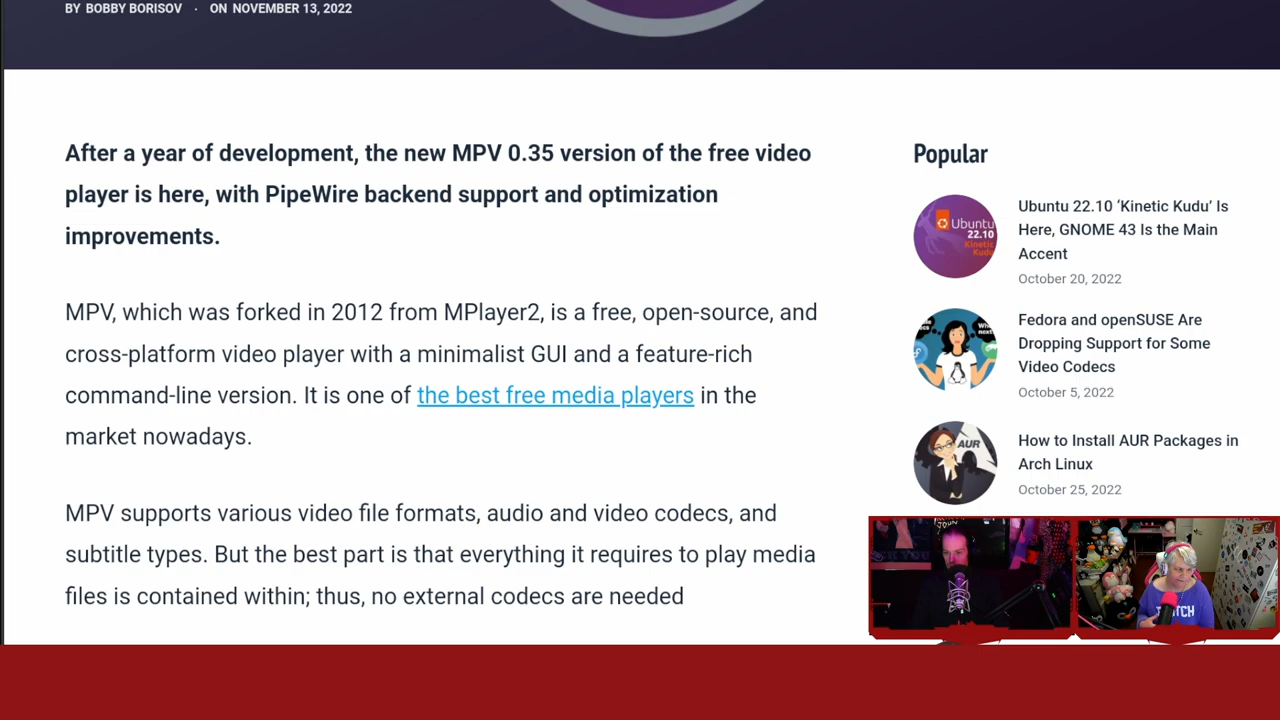 BY BOBBY BORISOV · ON NOVEMBER 13, 2022
After a year of development, the new MPV 0.35 version of the free video
player is here, with PipeWire backend support and optimization
improvements.
MPV, which was forked in 2012 from MPlayer2, is a free, open-source, and
cross-platform video player with a minimalist GUI and a feature-rich
command-line version. It is one of the best free media players in the
market nowadays.
MPV supports various video file formats, audio and video codecs, and
subtitle types. But the best part is that everything it requires to play media
files is contained within; thus, no external codecs are needed
Popular
Ubuntu
22.10
Kinetic
Kudu
Ubuntu 22.10 ‘Kinetic Kudu’ Is
Here, GNOME 43 Is the Main
Accent
October 20, 2022
Fedora and openSUSE Are
Dropping Support for Some
Video Codecs
October 5, 2022
AUR
How to Install AUR Packages in
Arch Linux
October 25, 2022